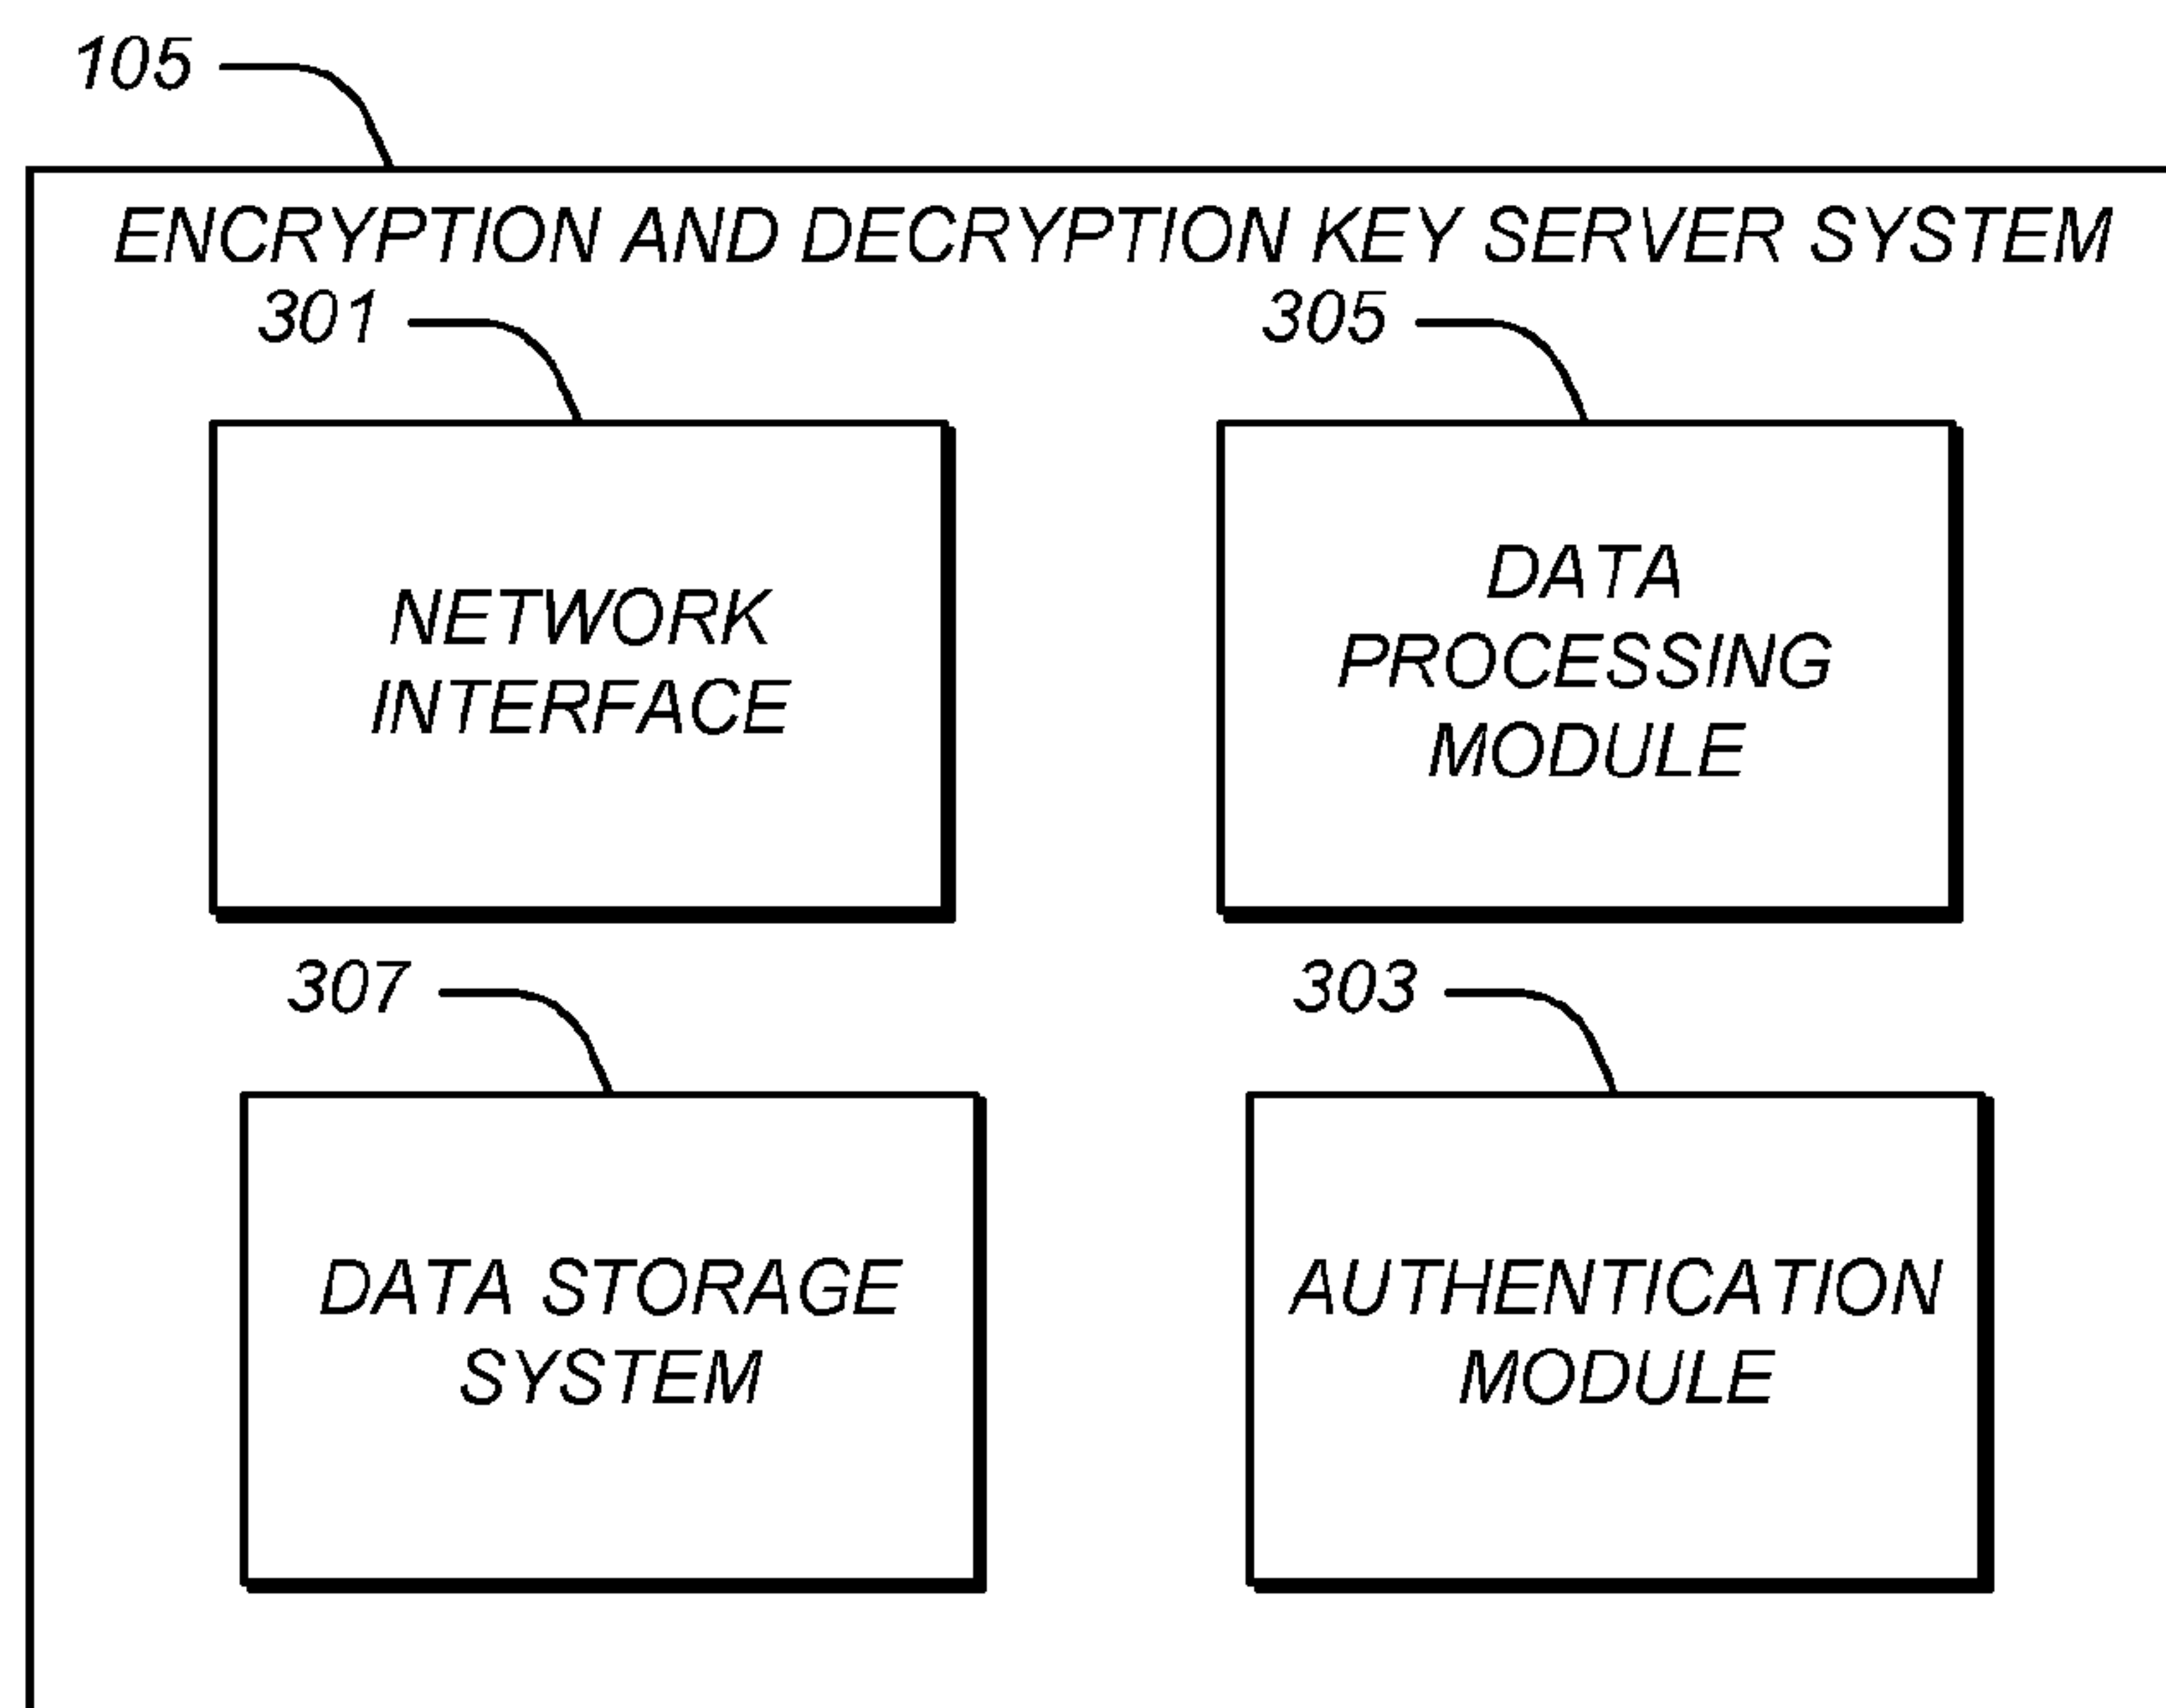 105
ENCRYPTION AND DECRYPTION KEY SERVER SYSTEM
301
305
NETWORK
INTERFACE
DATA
PROCESSING
MODULE
307
303
DATA STORAGE
SYSTEM
AUTHENTICATION
MODULE